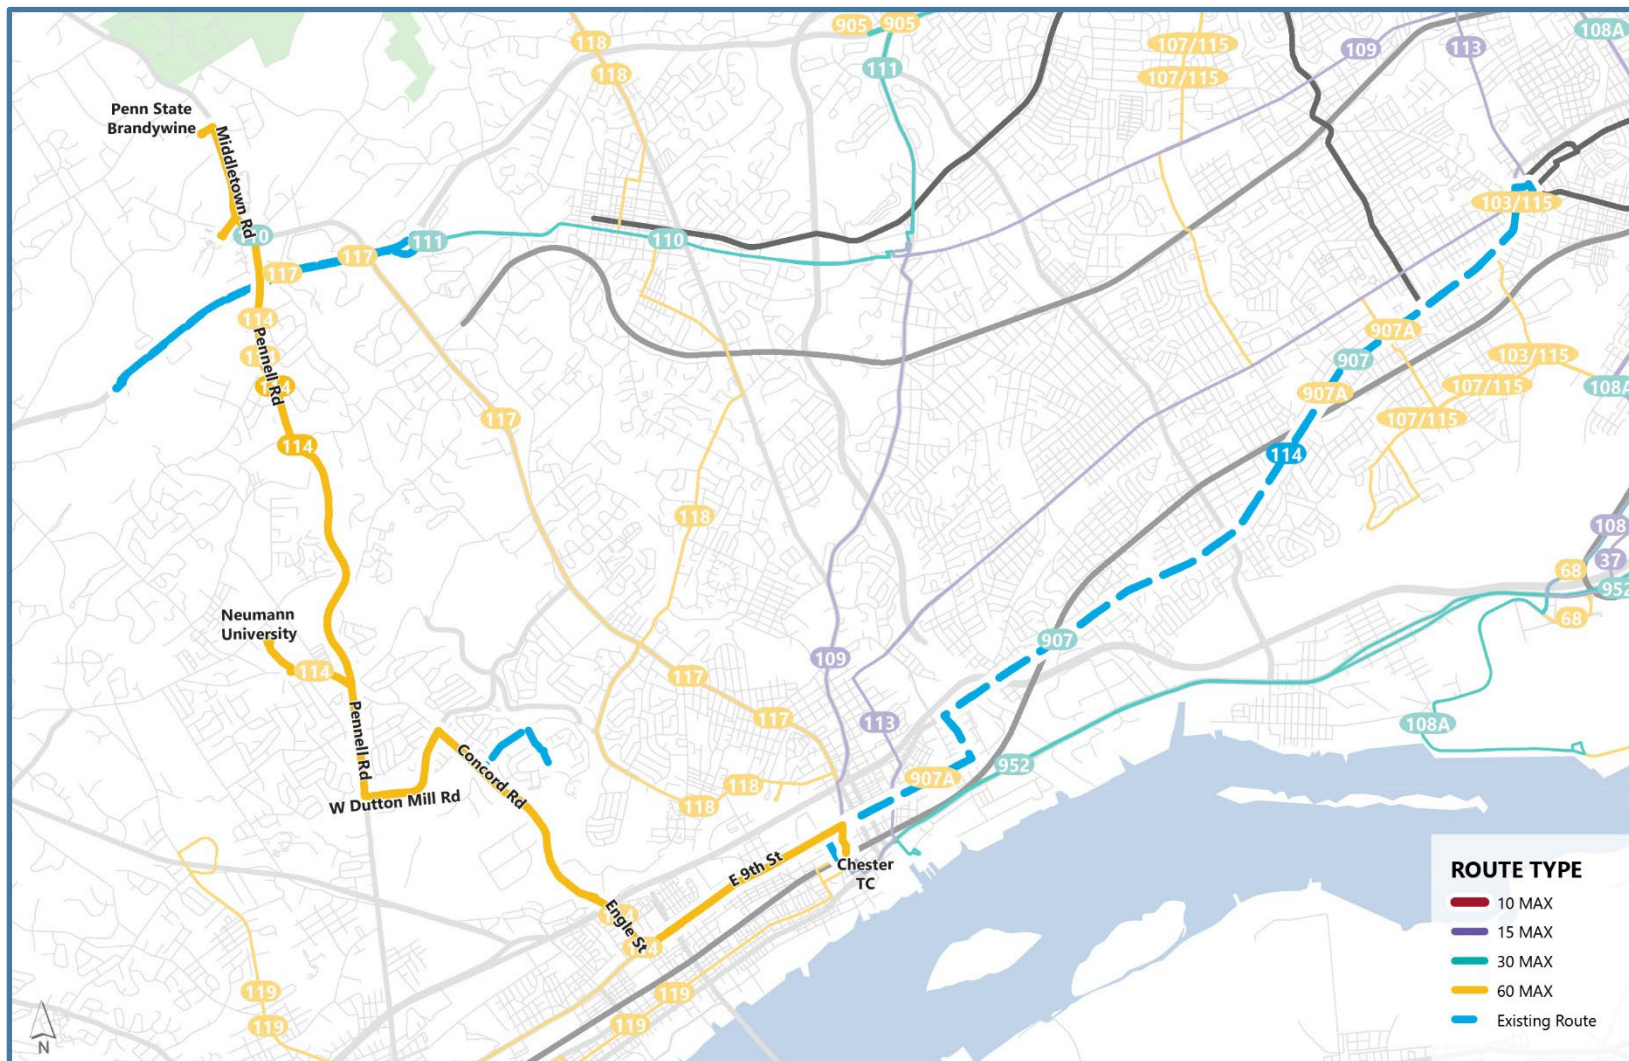 905
905
118
107/115
109
113
108A
118
111
107/115
Penn State
Brandywine
Middletown Rd
103/115
110
111
110
117
117
114
907A
Pennell Rd
907
103/115
114
107/115
108A
907A
117
107/115
114
114
118
108
37
68
952
Neumann
University
68
114
907
109
117
Pennell Rd
117
113
108A
Concord Rd
952
907A
118
118
W Dutton Mill Rd
E 9th St
Chester
TC
Engle St
114
119
119
119
119
N
ROUTE TYPE
10 MAX
15 MAX
30 MAX
60 MAX
Existing Route